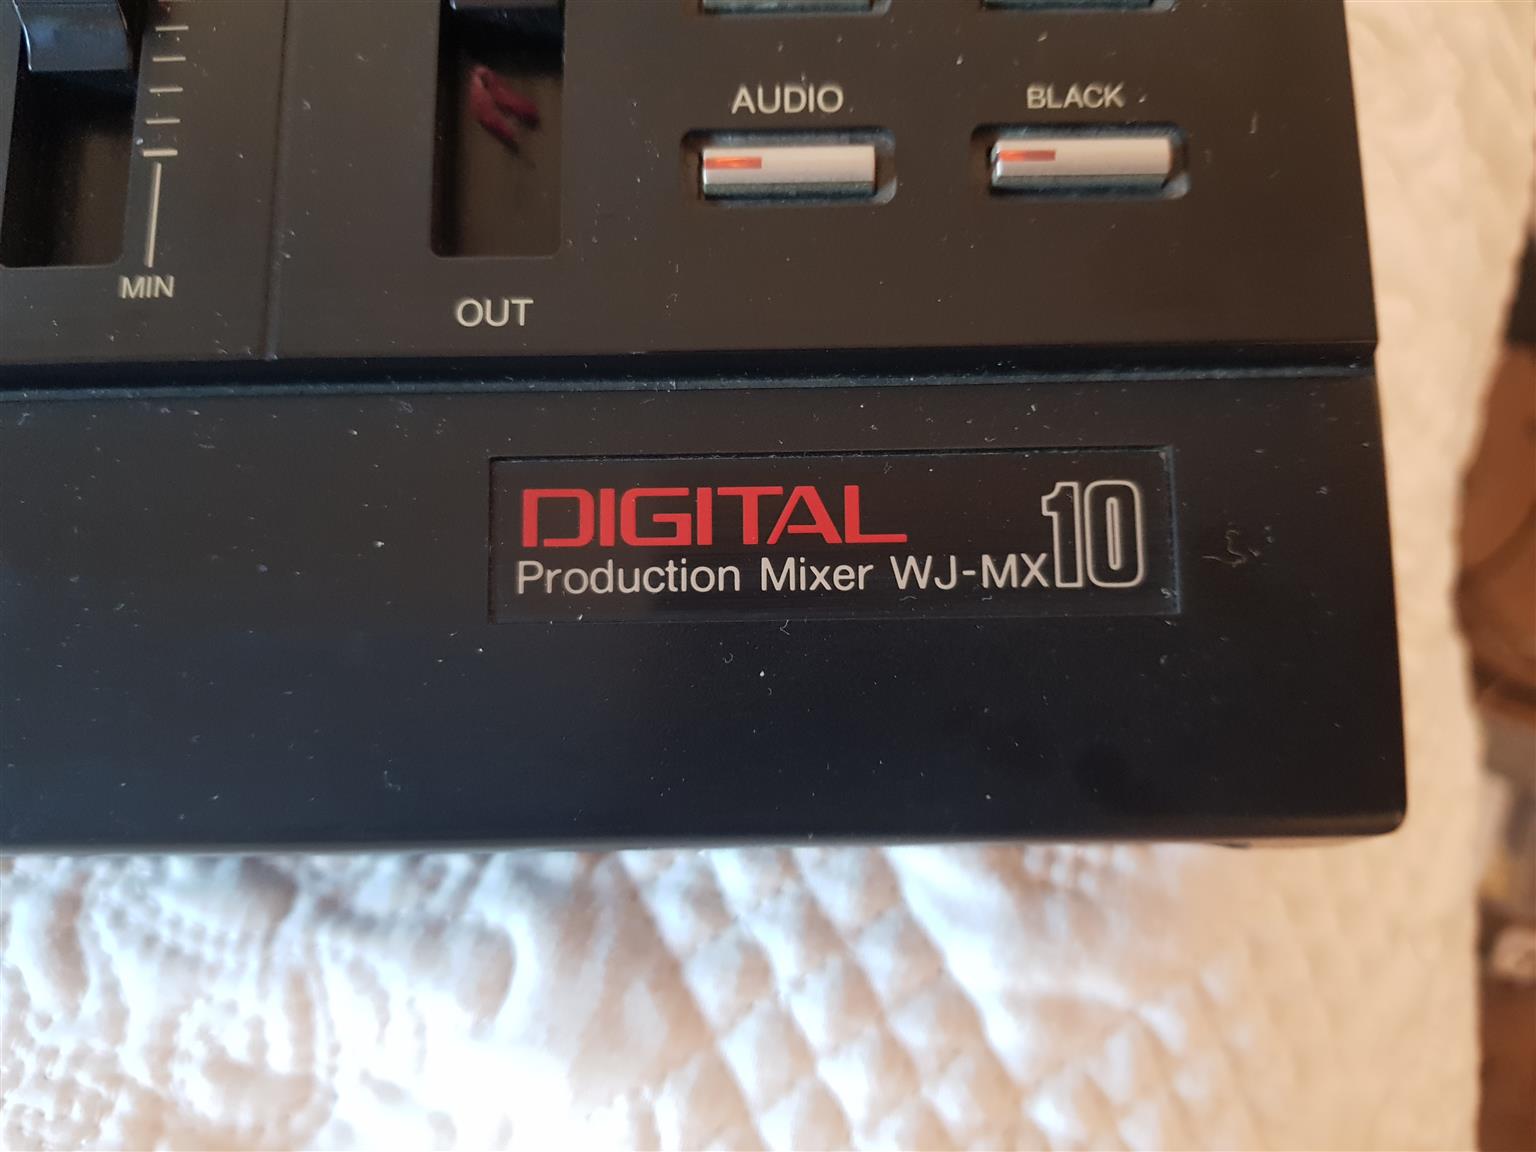 AUDIO
BLACK
MIN
OUT
DIGITAL
Production Mixer WJ-MX10